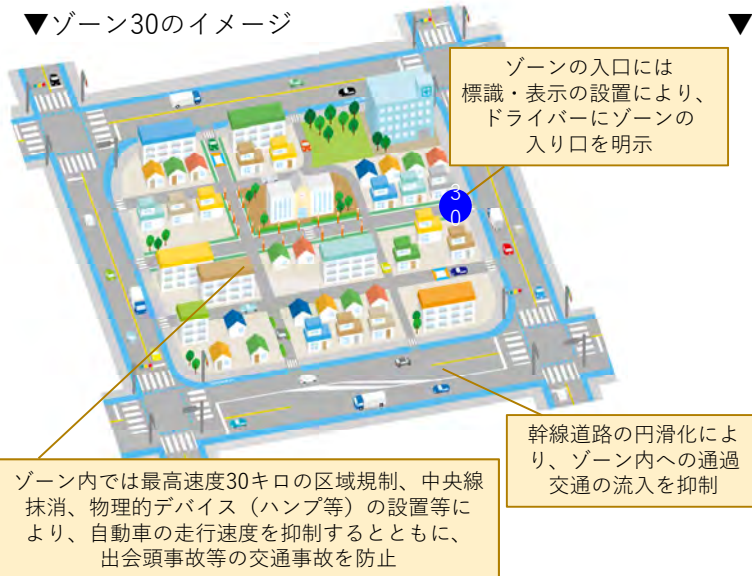 ▼ゾーン30のイメージ
▼
ゾーンの入口には
標識・表示の設置により、
ドライバーにゾーンの
入り口を明示
30
幹線道路の円滑化によ
り、ゾーン内への通過
交通の流入を抑制
ゾーン内では最高速度30キロの区域規制、中央線
抹消、物理的デバイス（ハンプ等）の設置等に
より、自動車の走行速度を抑制するとともに、
出会頭事故等の交通事故を防止